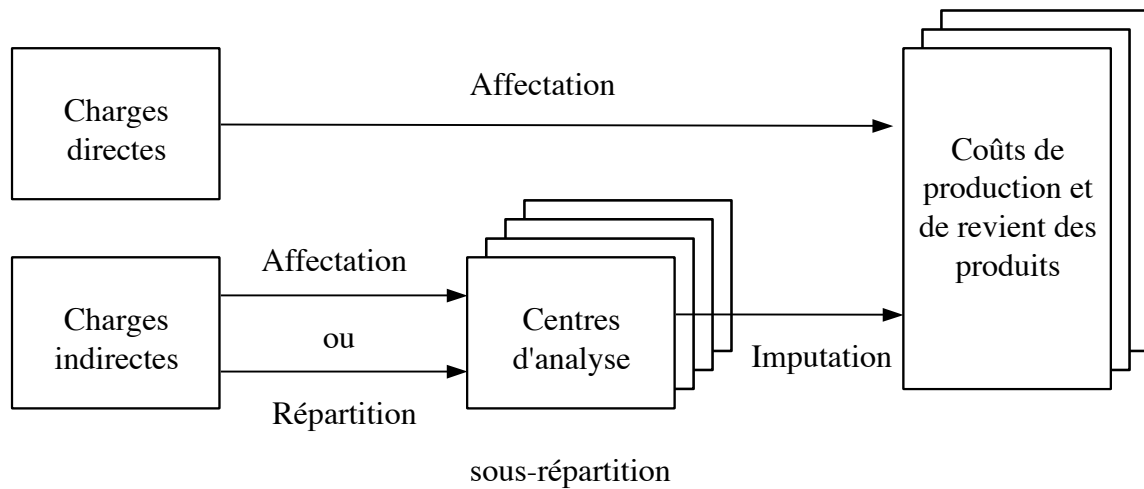 Affectation
Charges
directes
Coûts de
production et
de revient des
produits
Affectation
Charges
indirectes
ou
Centres
d'analyse
Imputation
Répartition
sous-répartition